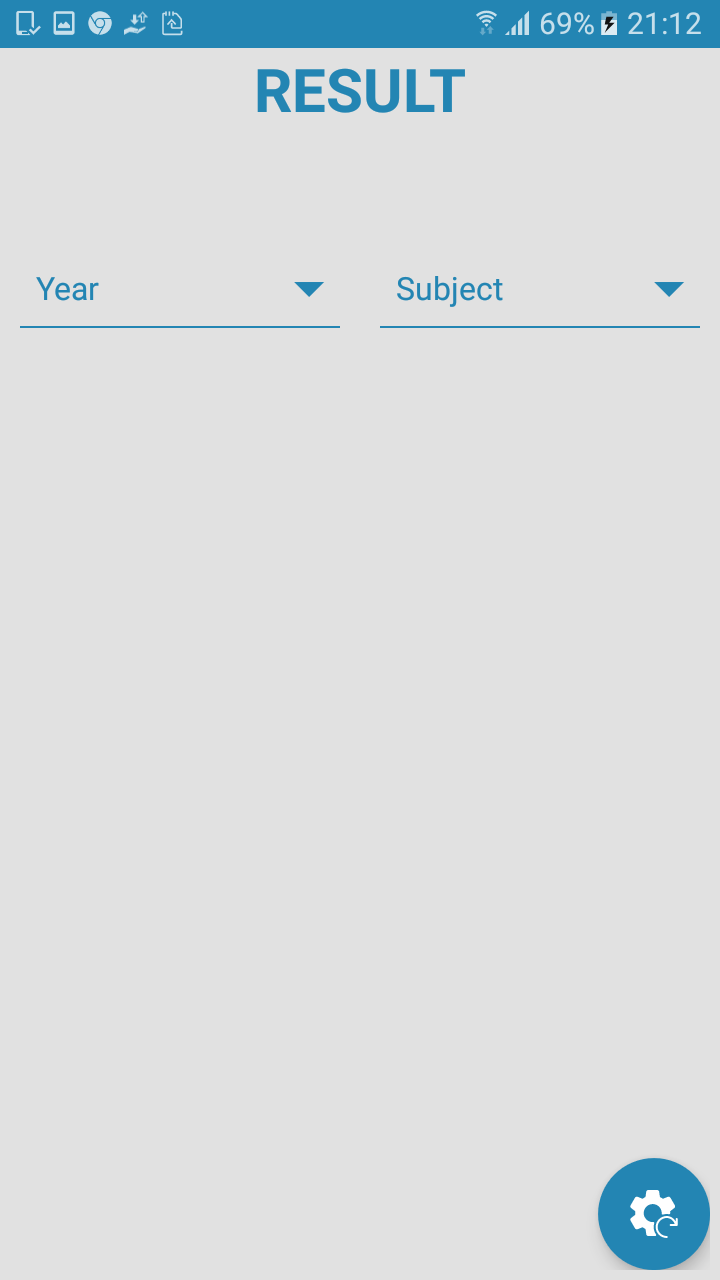 69% 21:12
RESULT
Year Subject